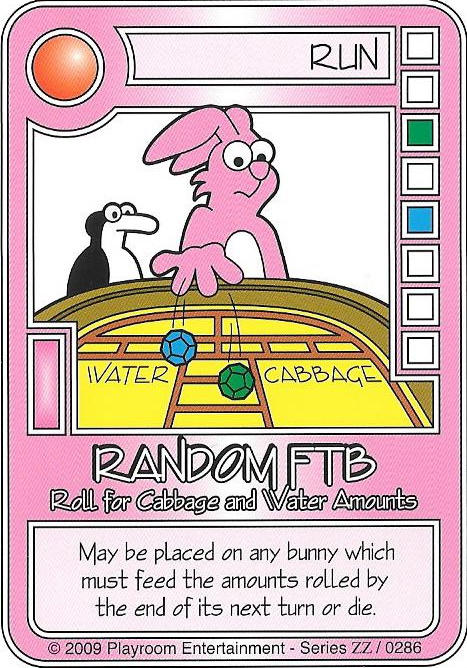 RUN
WATER
CABBAGE
RANDOM FTB
Roll for Cabbage and Water Amounts
May be placed on any bunny which
must feed the amounts rolled by
the end of its next turn or die.
© 2009 Playroom Entertainment - Series ZZ / 0286